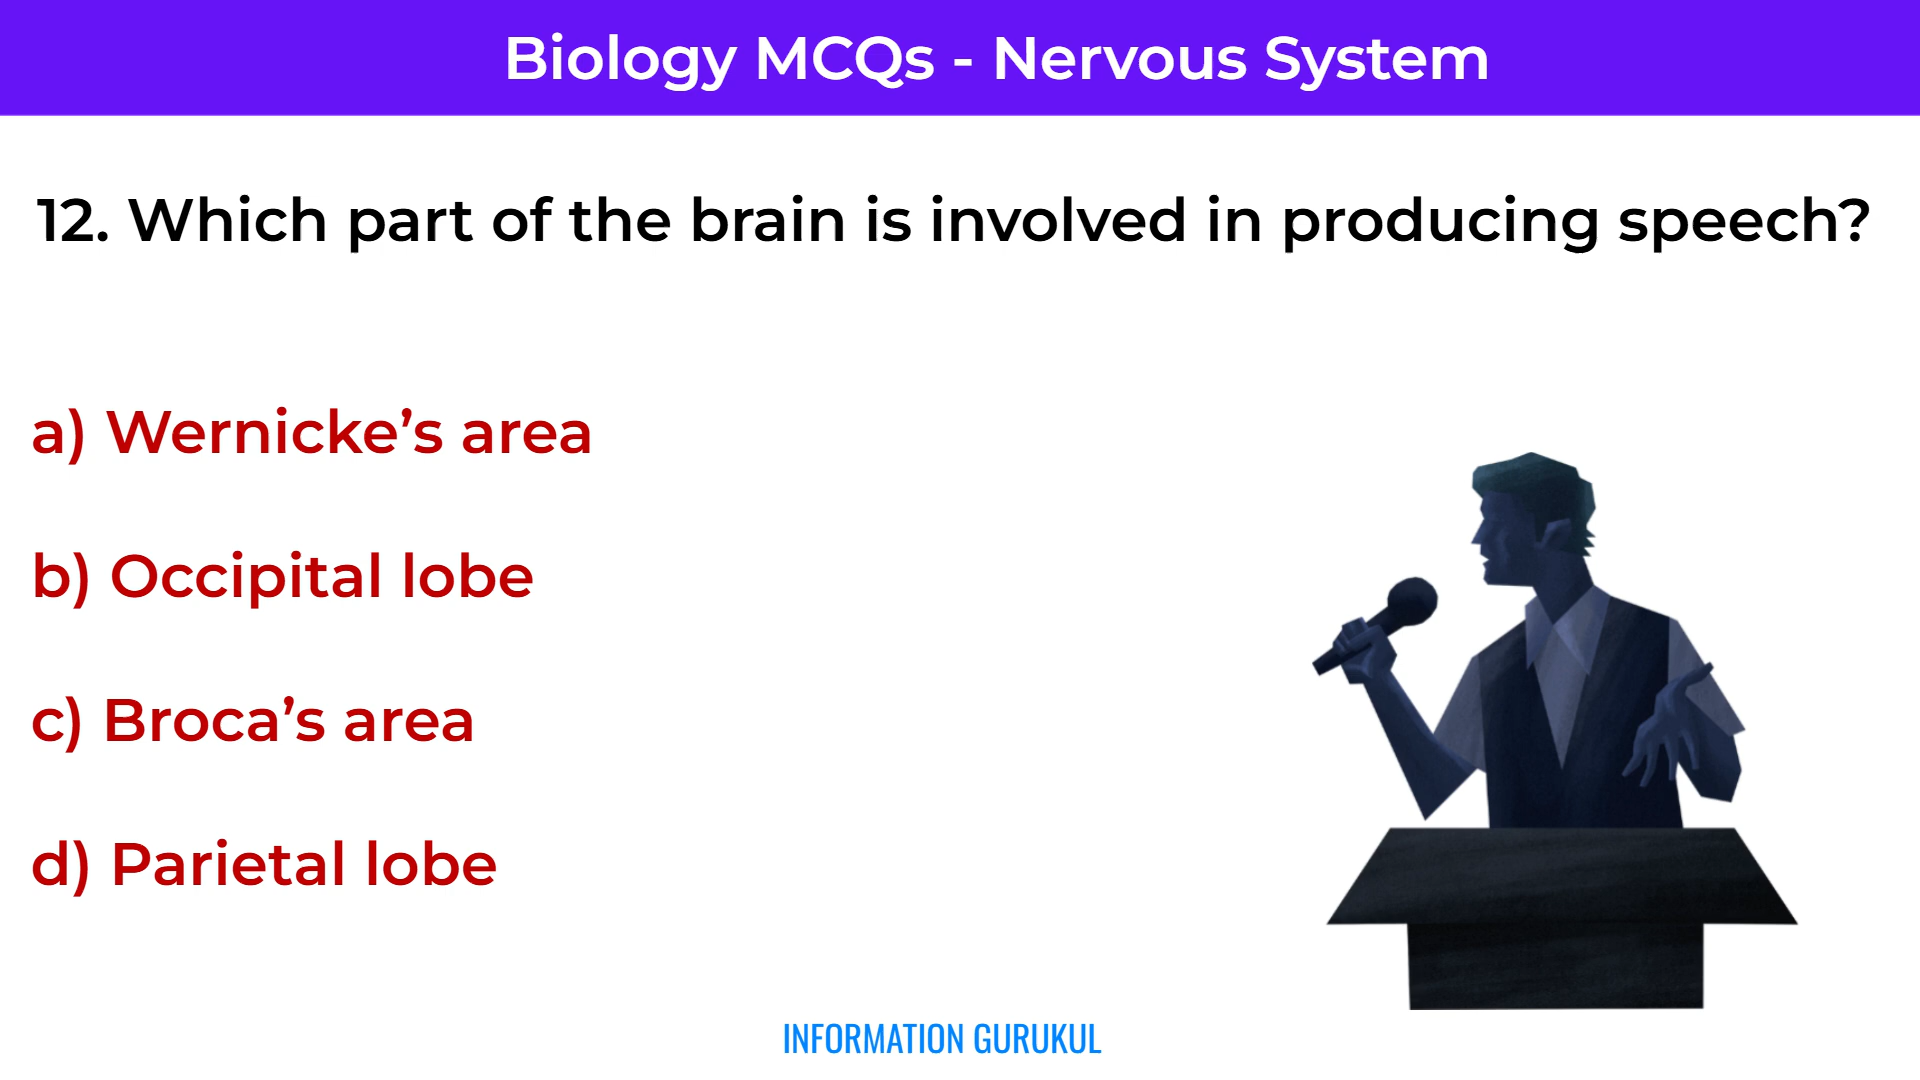 Biology MCQs - Nervous System
12. Which part of the brain is involved in producing speech?
a) Wernicke’s area
b) Occipital lobe
c) Broca’s area
d) Parietal lobe
INFORMATION GURUKUL